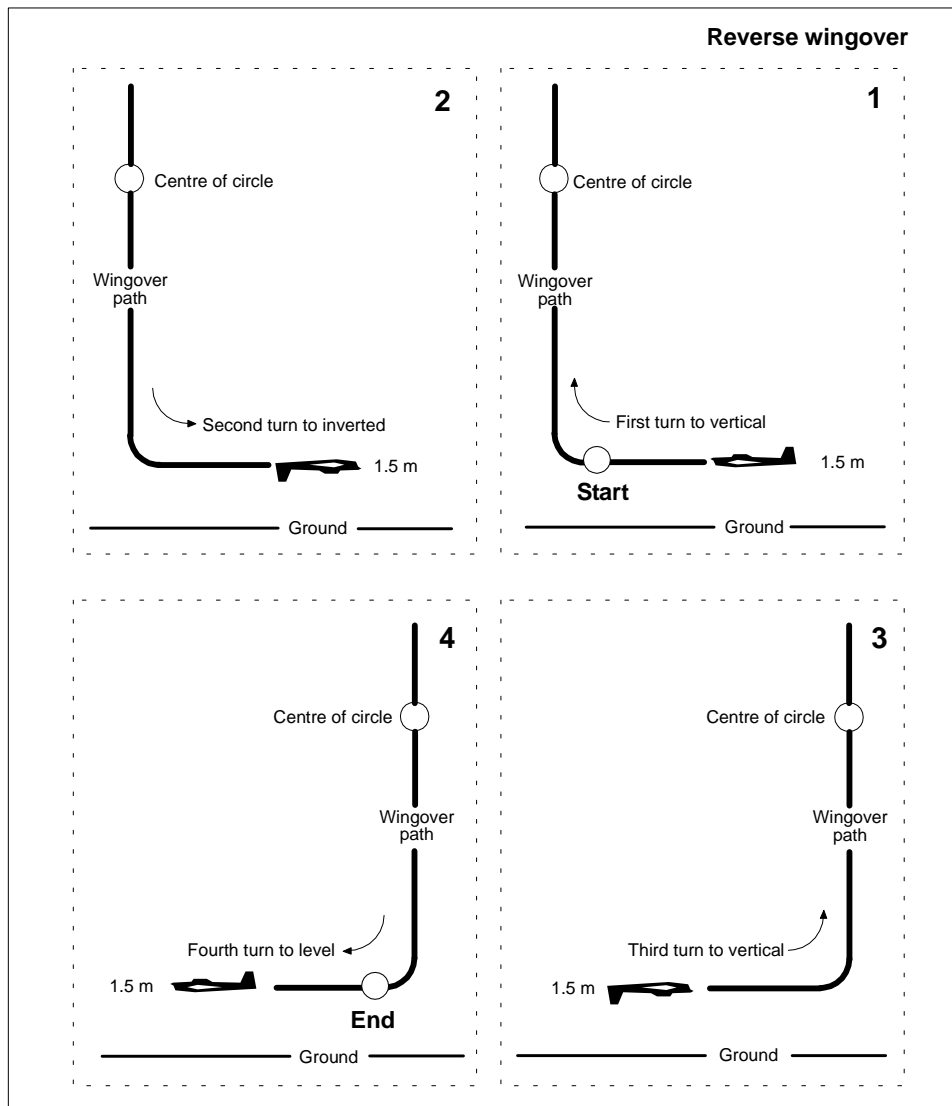 Reverse wingover
2
Centre of circle
Wingover
path
Second turn to inverted
1.5 m
Ground
1
Centre of circle
Wingover
path
First turn to vertical
1.5 m
Start
Ground
4
Centre of circle
Wingover
path
Fourth turn to level
1.5 m
End
Ground
3
Centre of circle
Wingover
path
Third turn to vertical
1.5 m
Ground